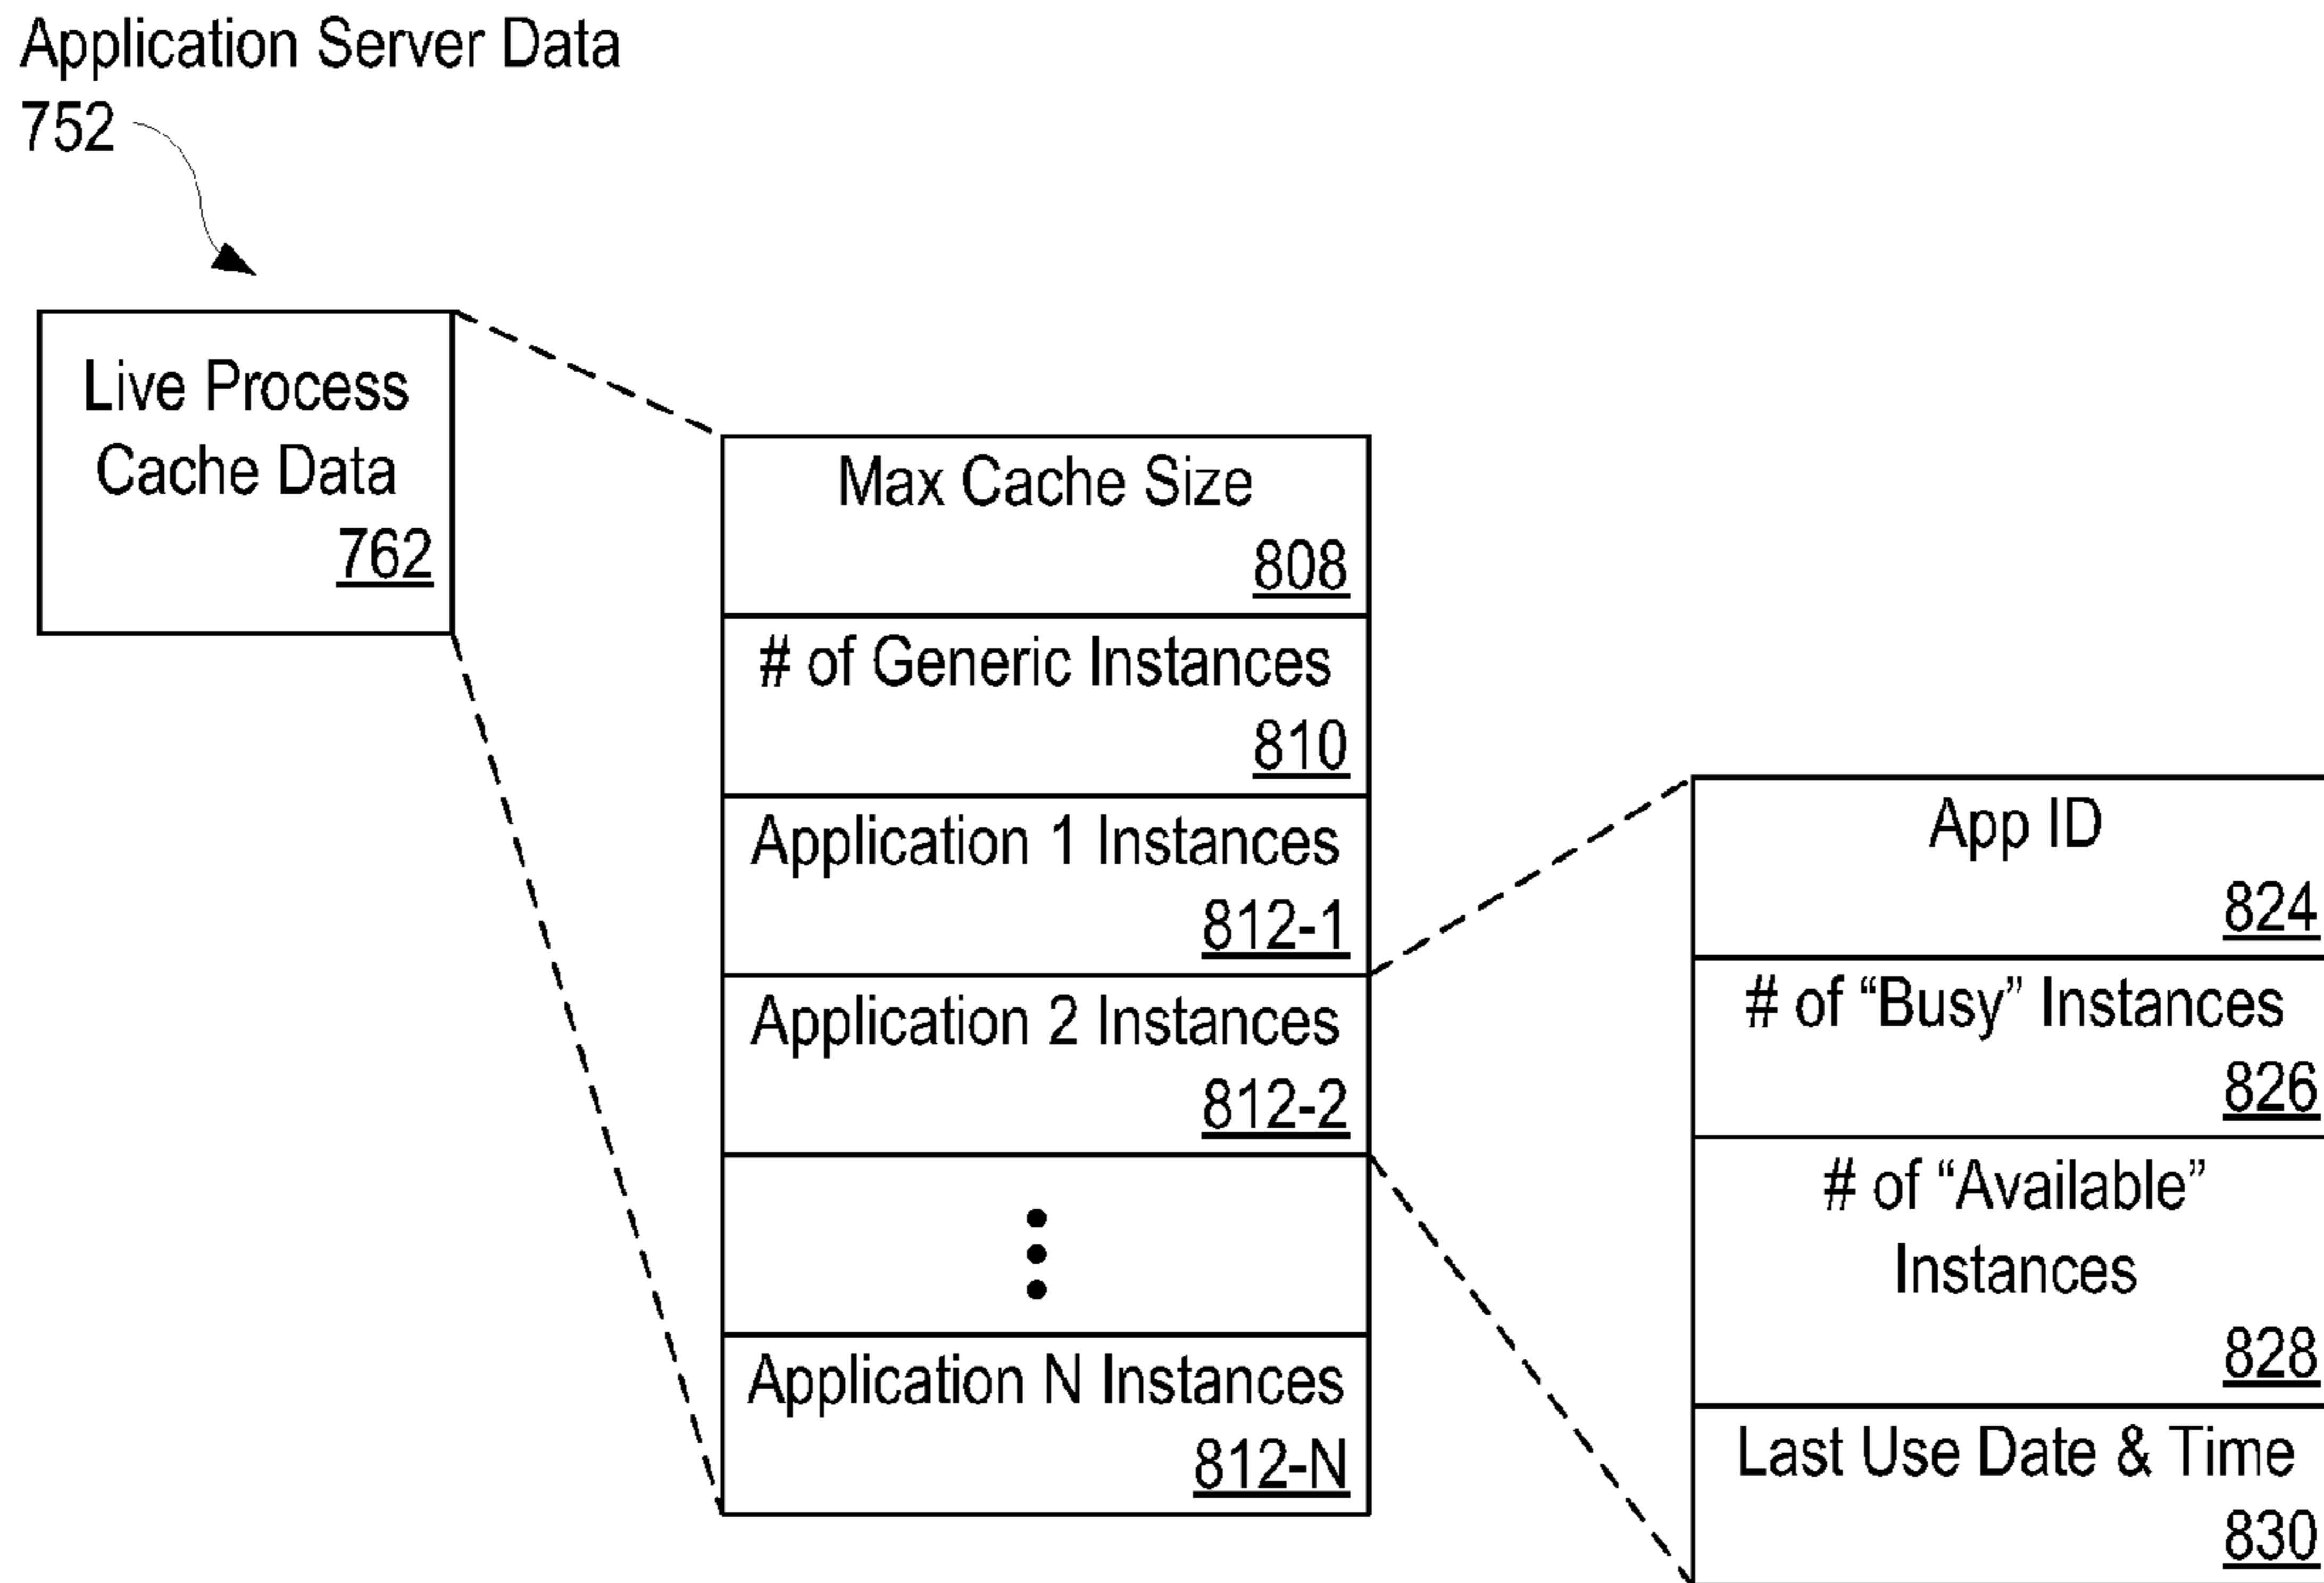 Application Server Data
752
Live Process
Cache Data
762
Max Cache Size
808
# of Generic Instances
810
Application 1 Instances
812-1
Application 2 Instances
812-2
Application N Instances
812-N
App ID
824
# of “Busy” Instances
826
# of “Available”
Instances
828
Last Use Date & Time
830